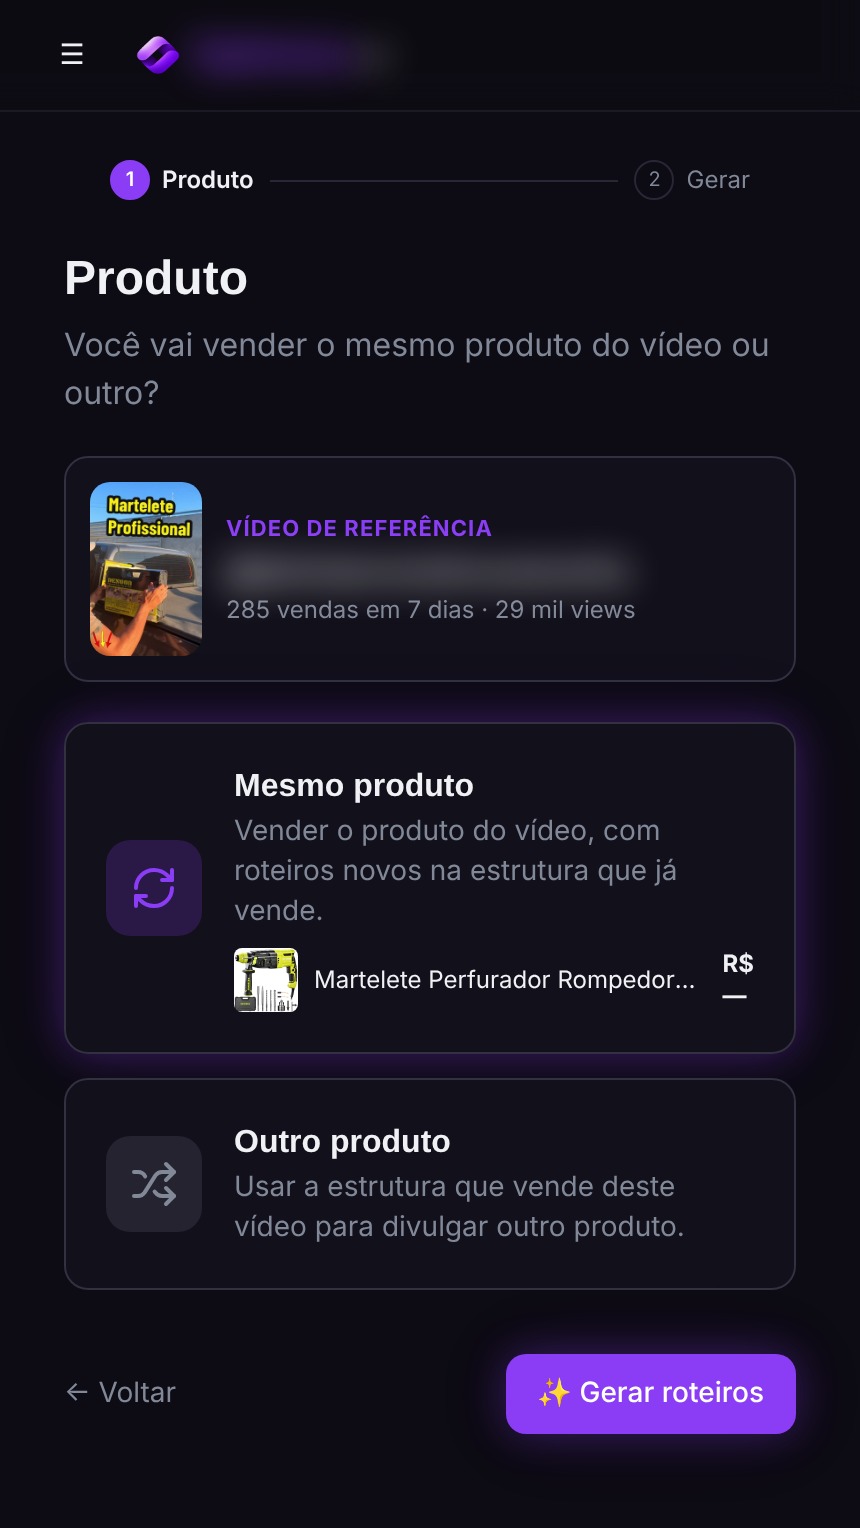 ☰
1 Produto 2 Gerar
Produto
Você vai vender o mesmo produto do vídeo ou
outro?
Martelete
Profissional
VÍDEO DE REFERÊNCIA
285 vendas em 7 dias · 29 mil views
Mesmo produto
Vender o produto do vídeo, com
roteiros novos na estrutura que já
vende.
Martelete Perfurador Rompedor...
R$
—
Outro produto
Usar a estrutura que vende deste
vídeo para divulgar outro produto.
← Voltar
✨ Gerar roteiros